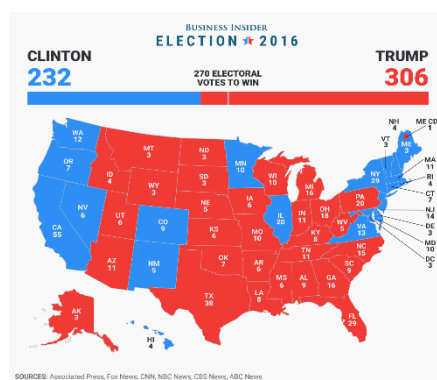 BUSINESS INSIDER
ELECTION 2016
CLINTON
232
270 ELECTORAL
VOTES TO WIN
TRUMP
306
WA
12
OR
7
CA
55
NV
6
ID
4
MT
3
WY
3
UT
6
AZ
11
CO
9
NM
5
ND
3
SD
3
NE
5
KS
6
OK
7
TX
38
MN
10
IA
6
MO
10
AR
6
LA
8
WI
10
IL
20
MI
16
IN
11
OH
18
KY
8
TN
11
MS
6
AL
9
GA
16
FL
29
SC
9
NC
15
VA
13
WV
5
PA
20
NY
29
VT
3
NH
4
ME
3
ME CD
1
MA
11
RI
4
CT
7
NJ
14
DE
3
MD
10
DC
3
AK
3
HI
4
SOURCES: Associated Press, Fox News, CNN, NBC News, CBS News, ABC News